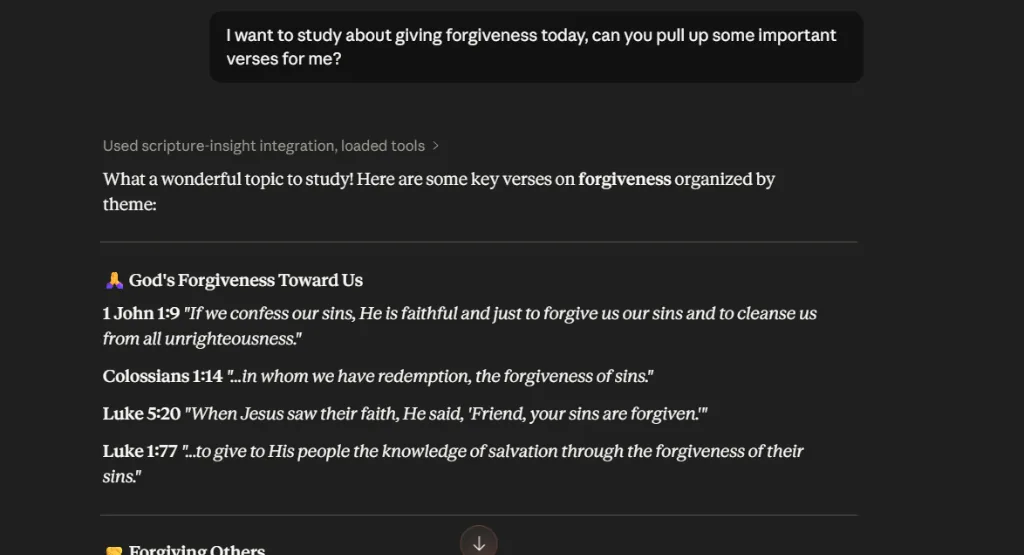 I want to study about giving forgiveness today, can you pull up some important
verses for me?
Used scripture-insight integration, loaded tools >
What a wonderful topic to study! Here are some key verses on forgiveness organized by
theme:
🙏 God's Forgiveness Toward Us
1 John 1:9 "If we confess our sins, He is faithful and just to forgive us our sins and to cleanse us
from all unrighteousness."
Colossians 1:14 "...in whom we have redemption, the forgiveness of sins."
Luke 5:20 "When Jesus saw their faith, He said, 'Friend, your sins are forgiven.'"
Luke 1:77 "...to give to His people the knowledge of salvation through the forgiveness of their
sins."
Forgiving Others